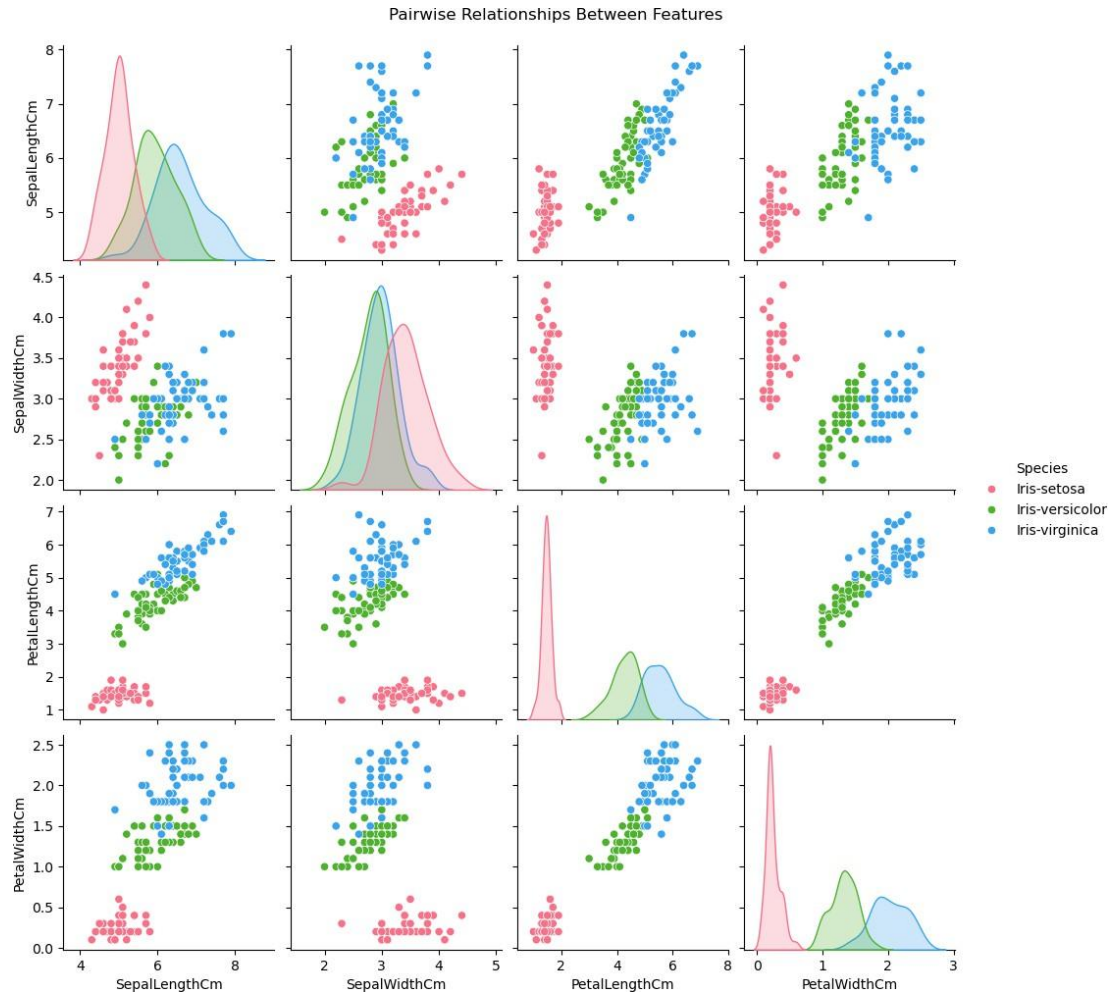 Pairwise Relationships Between Features
8
7
6
5
SepalLengthCm
4.5
4.0
3.5
3.0
2.5
2.0
SepalWidthCm
Species
Iris-setosa
Iris-versicolor
Iris-virginica
7
6
5
4
3
2
1
PetalLengthCm
2.5
2.0
1.5
1.0
0.5
0.0
PetalWidthCm
4 6 8
2 3 4 5
2 4 6 8
0 1 2 3
SepalLengthCm SepalWidthCm PetalLengthCm PetalWidthCm